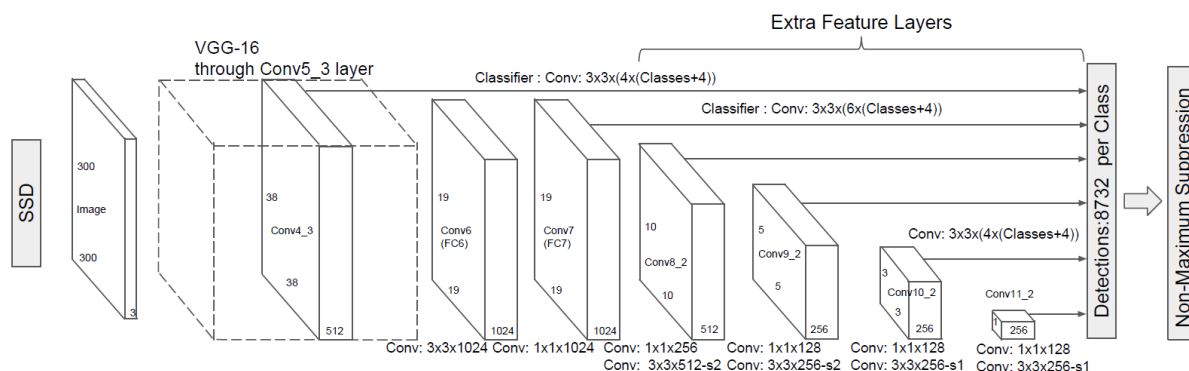 Extra Feature Layers
VGG-16
through Conv5_3 layer
Classifier : Conv: 3x3x(4x(Classes+4))
Classifier : Conv: 3x3x(6x(Classes+4))
SSD
300
Image
300
3
38
Conv4_3
38
512
19
Conv6
(FC6)
19
1024
19
Conv7
(FC7)
19
1024
10
Conv8_2
10
512
5
Conv9_2
5
256
Conv: 3x3x(4x(Classes+4))
3
Conv10_2
3
256
Conv11_2
1
256
Detections:8732 per Class
Non-Maximum Suppression
Conv: 3x3x1024
Conv: 1x1x1024
Conv: 1x1x256
Conv: 3x3x512-s2
Conv: 1x1x128
Conv: 3x3x256-s2
Conv: 1x1x128
Conv: 3x3x256-s1
Conv: 1x1x128
Conv: 3x3x256-s1